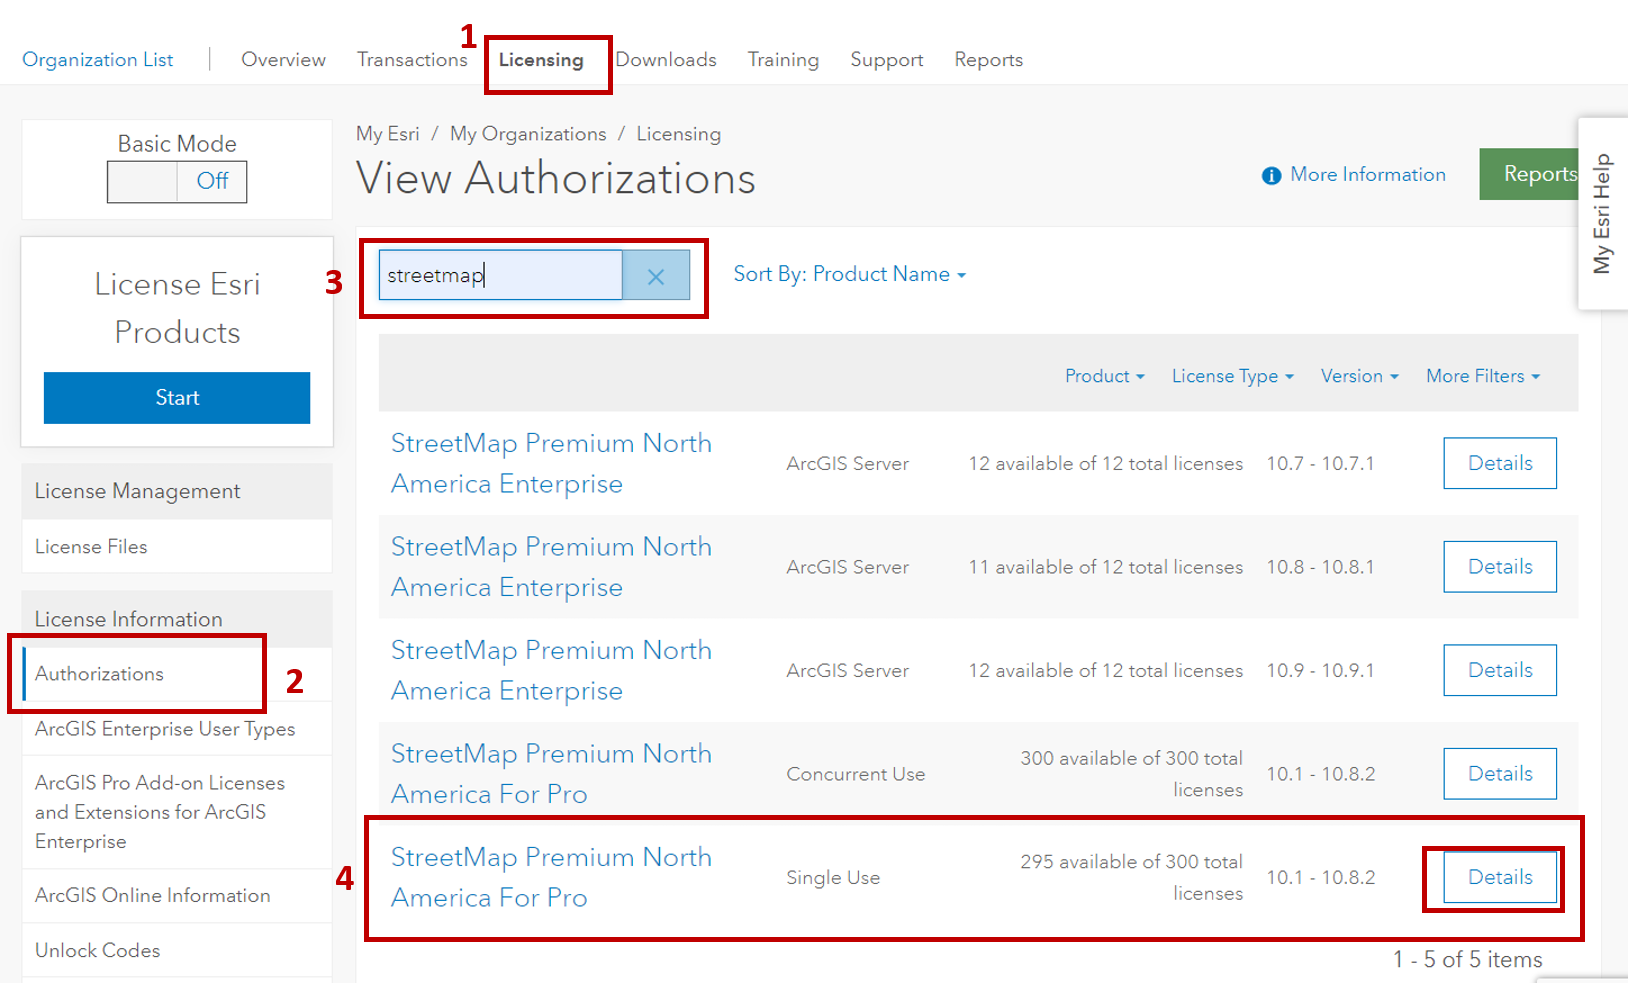 1
Organization List Overview Transactions Licensing Downloads Training Support Reports
Basic Mode
Off
My Esri / My Organizations / Licensing
View Authorizations
More Information
Reports
My Esri Help
License Esri
Products
Start
3
streetmap
Sort By: Product Name
Product License Type Version More Filters
StreetMap Premium North
America Enterprise
ArcGIS Server
12 available of 12 total licenses
10.7 - 10.7.1
Details
StreetMap Premium North
America Enterprise
ArcGIS Server
11 available of 12 total licenses
10.8 - 10.8.1
Details
StreetMap Premium North
America Enterprise
ArcGIS Server
12 available of 12 total licenses
10.9 - 10.9.1
Details
StreetMap Premium North
America For Pro
Concurrent Use
300 available of 300 total
licenses
10.1 - 10.8.2
Details
4
StreetMap Premium North
America For Pro
Single Use
295 available of 300 total
licenses
10.1 - 10.8.2
Details
1 - 5 of 5 items
License Management
License Files
License Information
Authorizations
2
ArcGIS Enterprise User Types
ArcGIS Pro Add-on Licenses
and Extensions for ArcGIS
Enterprise
ArcGIS Online Information
Unlock Codes